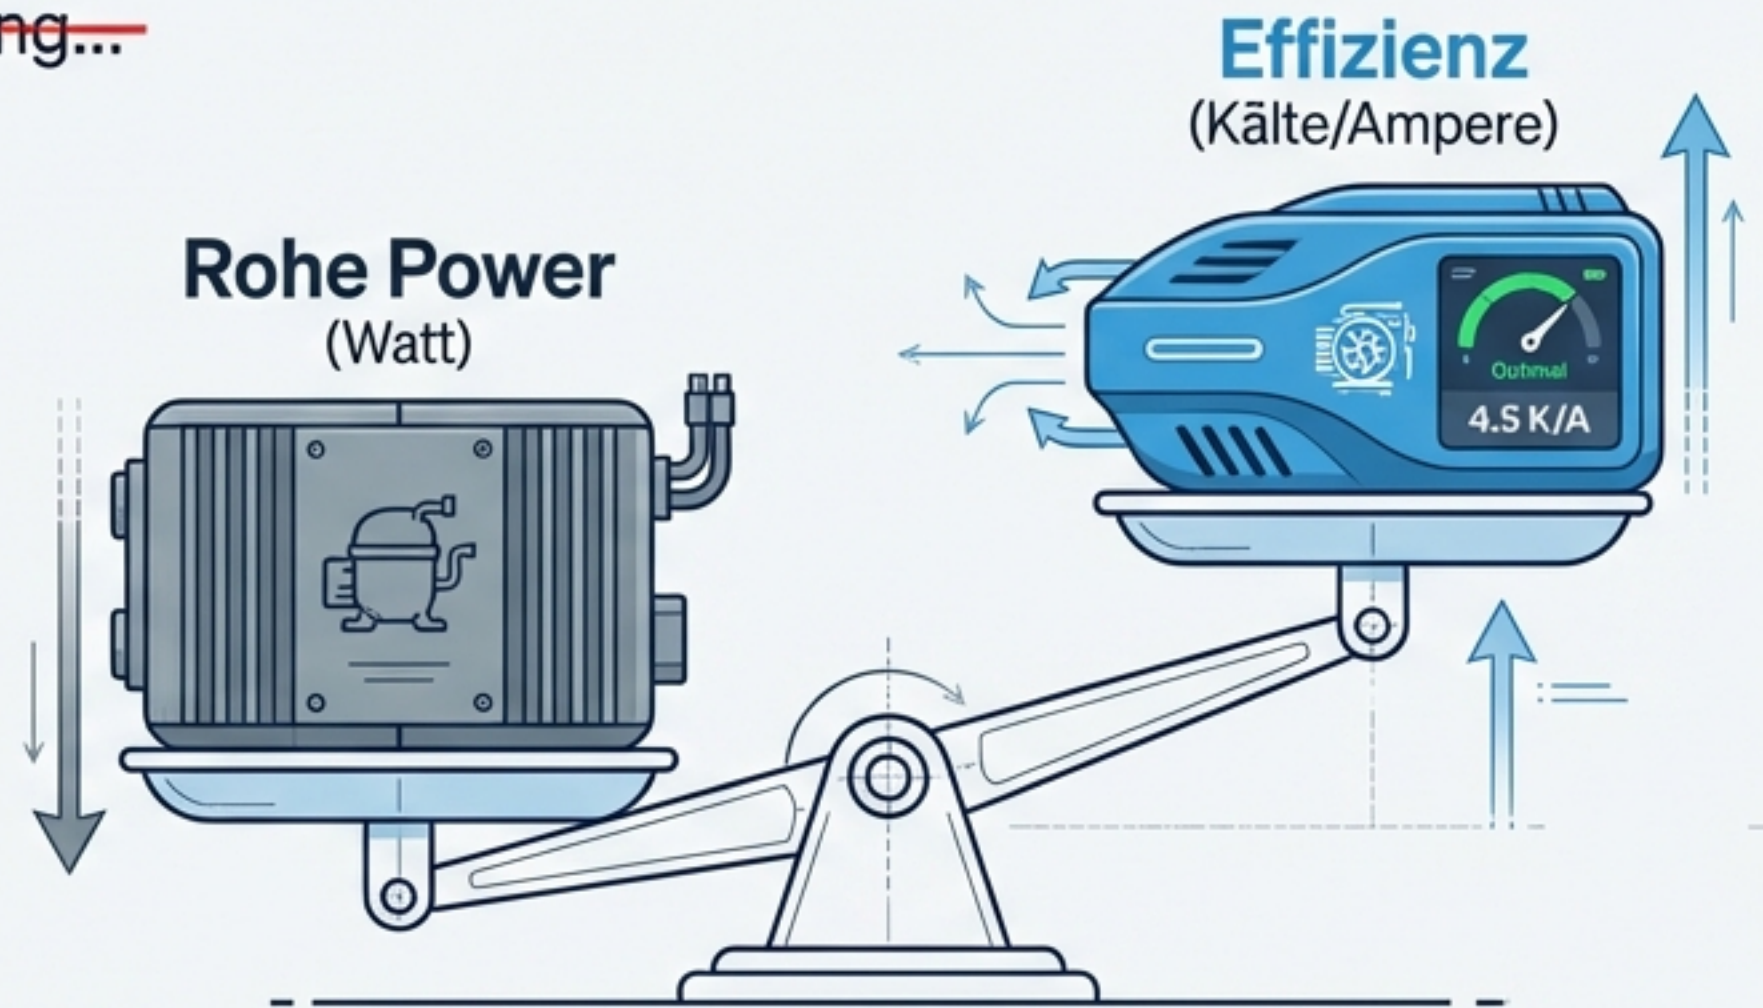 ng...
Effizienz
(Kälte/Ampere)
Rohe Power
(Watt)
4.5 K/A